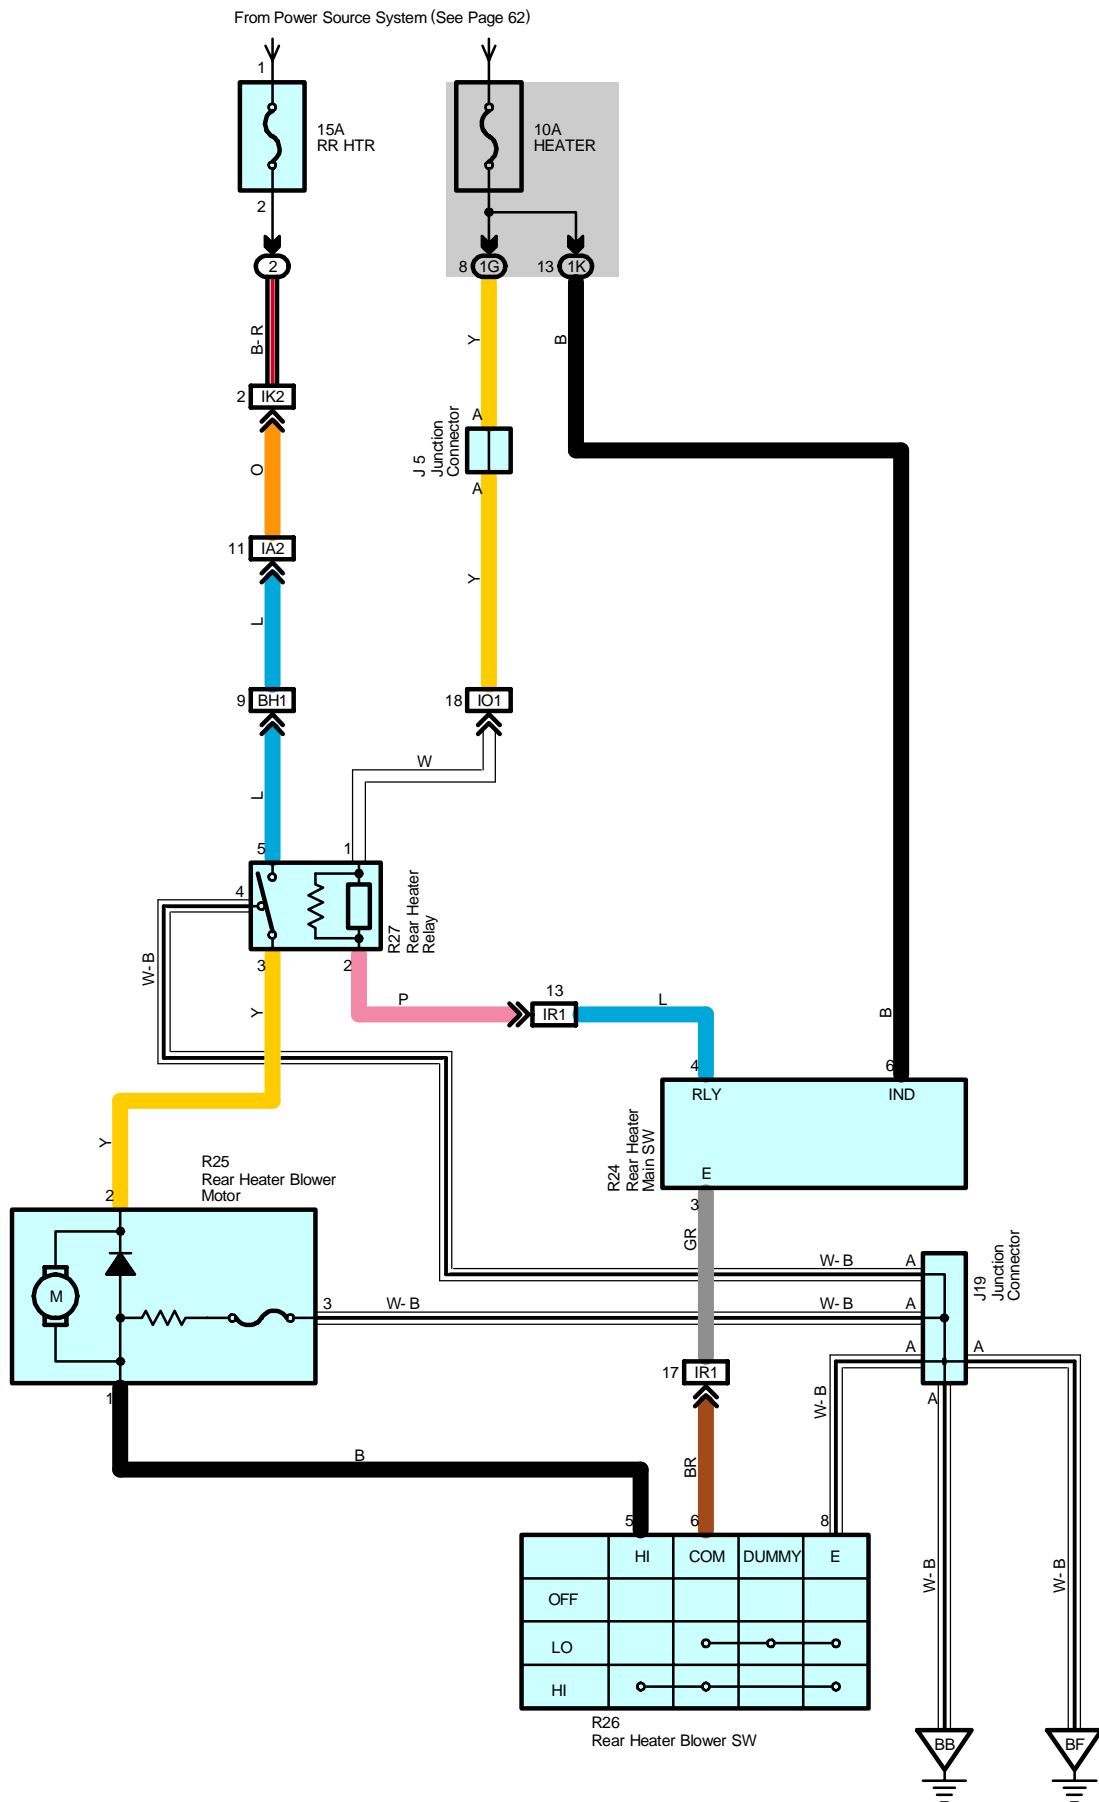 From Power Source System (See Page 62)
1
15A
RR HTR
10A
HEATER
2
2
8
1G
13
1K
B- R
Y
B
2
IK2
A
J 5
Junction
Connector
A
O
11
IA2
Y
L
9
BH1
18
IO1
W
L
5
1
4
R27
Rear Heater
Relay
3
2
W- B
Y
P
13
IR1
L
B
4
6
RLY
IND
R24
Rear Heater
Main SW
E
3
Y
R25
Rear Heater Blower
Motor
2
M
3
W- B
GR
W- B
A
W- B
A
J19
Junction
Connector
A
A
A
1
17
IR1
W- B
B
BR
5
6
8
HI
COM
DUMMY
E
OFF
LO
HI
R26
Rear Heater Blower SW
W- B
W- B
BB
BF